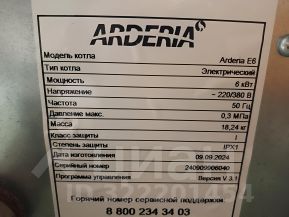 ARDERIA
Модель котла Arderia E6
Тип котла Электрический
Мощность 6 кВт
Напряжение ~ 220/380 В
Частота 50 Гц
Давление макс. 0,3 МПа
Масса 18,24 кг
Класс защиты I
Степень защиты IPX1
Дата изготовления 09.09.2024
Серийный номер 240909906040
Программа управления Версия V 3.1
Горячий номер сервисной поддержки
8 800 234 34 03